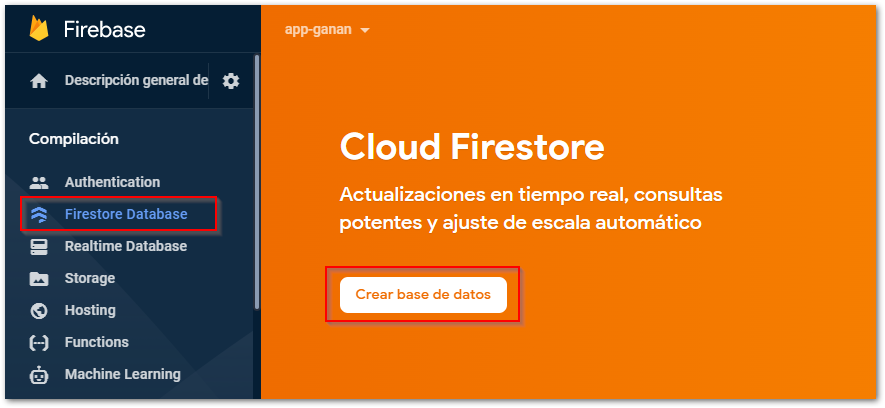 Firebase
Descripción general de
Compilación
Authentication
Firestore Database
Realtime Database
Storage
Hosting
Functions
Machine Learning
app-ganan
Cloud Firestore
Actualizaciones en tiempo real, consultas
potentes y ajuste de escala automático
Crear base de datos